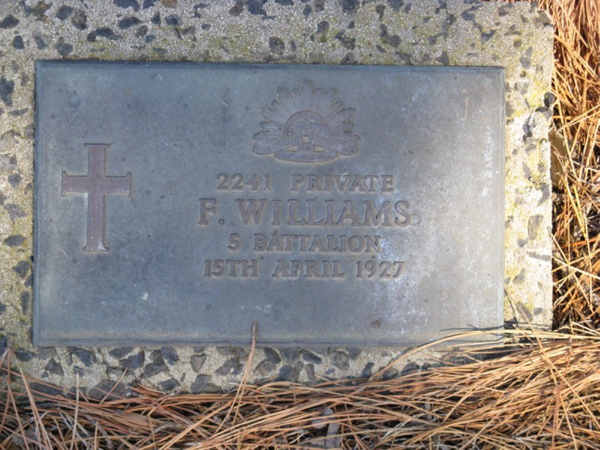 2241 PRIVATE
F. WILLIAMS
5 BATTALION
15TH APRIL 1927